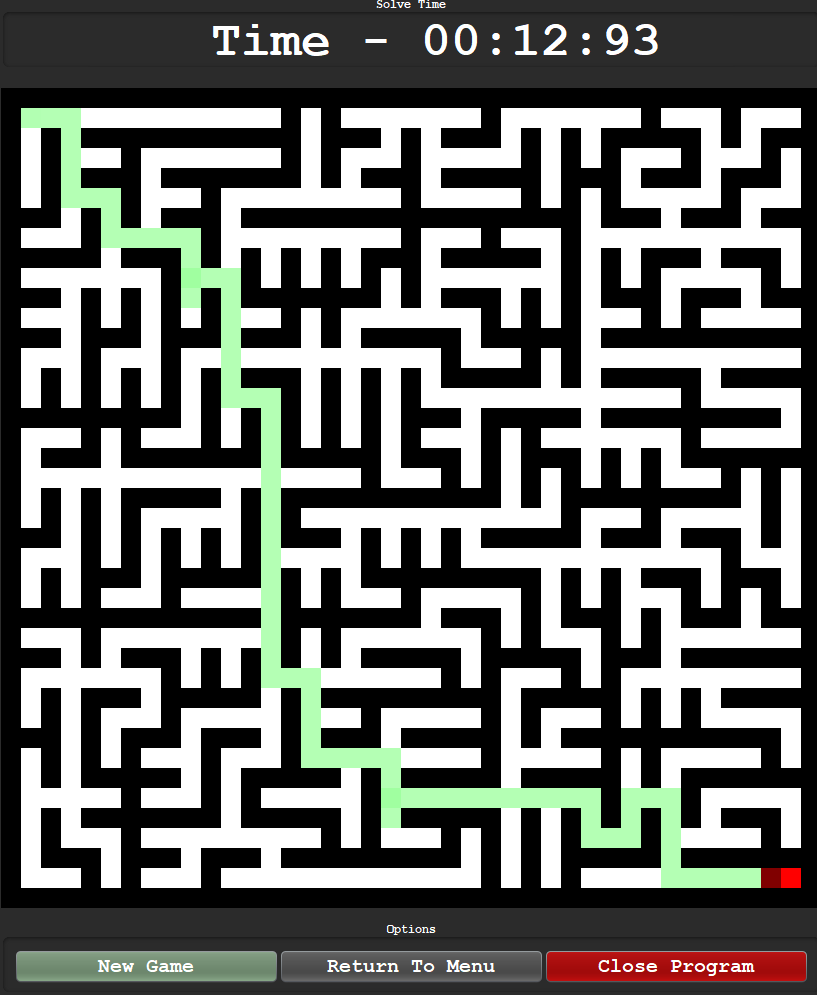 Solve Time
Time - 00:12:93
Options
New Game
Return To Menu
Close Program